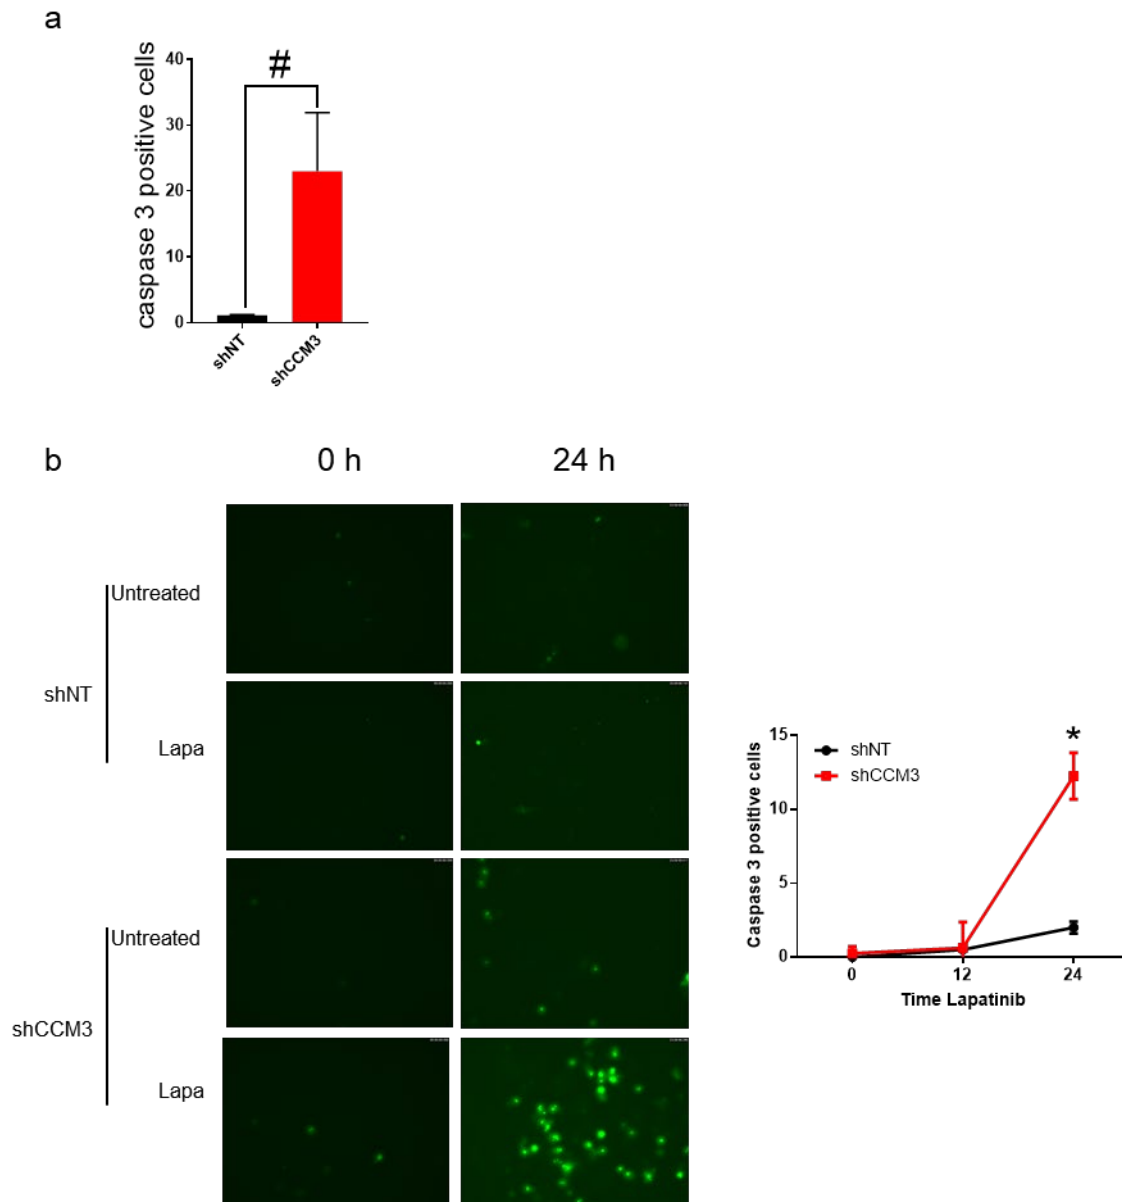 a
caspase 3 positive cells
40
30
20
10
0
#
shNT
shCCM3
b
0 h
24 h
Untreated
shNT
Lapa
Untreated
shCCM3
Lapa
Caspase 3 positive cells
15
10
5
0
shNT
shCCM3
*
0
12
24
Time Lapatinib